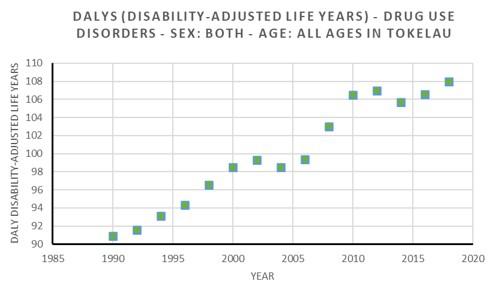 DALYS (DISABILITY-ADJUSTED LIFE YEARS) - DRUG USE
DISORDERS - SEX: BOTH - AGE: ALL AGES IN TOKELAU
DALY DISABILITY-ADJUSTED LIFE YEARS
110
108
106
104
102
100
98
96
94
92
90
1985 1990 1995 2000 2005 2010 2015 2020
YEAR